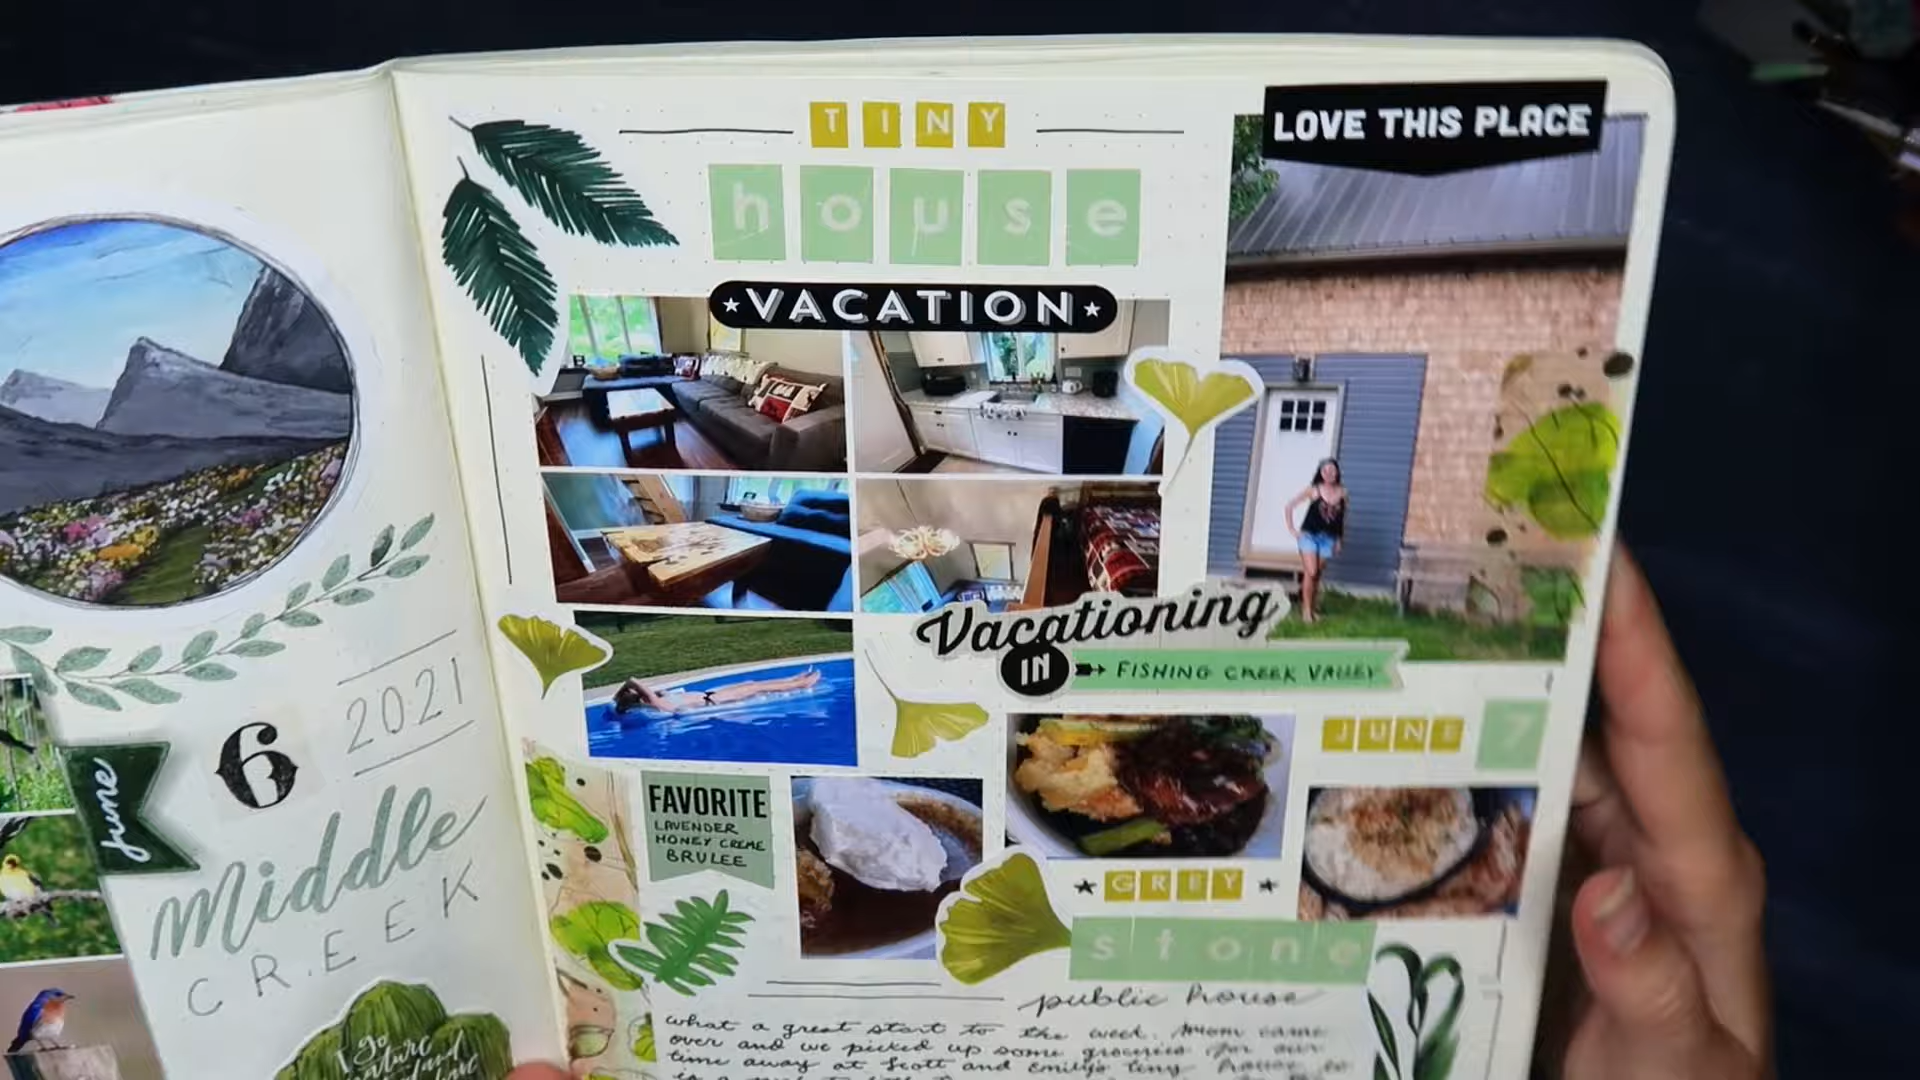 June
6
2021
Middle
CREEK
I go
TINY
house
VACATION
LOVE THIS PLACE
Vacationing
IN
FISHING CREEK VALLEY
JUNE 7
FAVORITE
LAVENDER
HONEY CREME
BRULEE
GREY
stone
public house
what a great start to the week. Mom came
over and we picked up some groceries for our
time away at Scott and Emily's tiny house